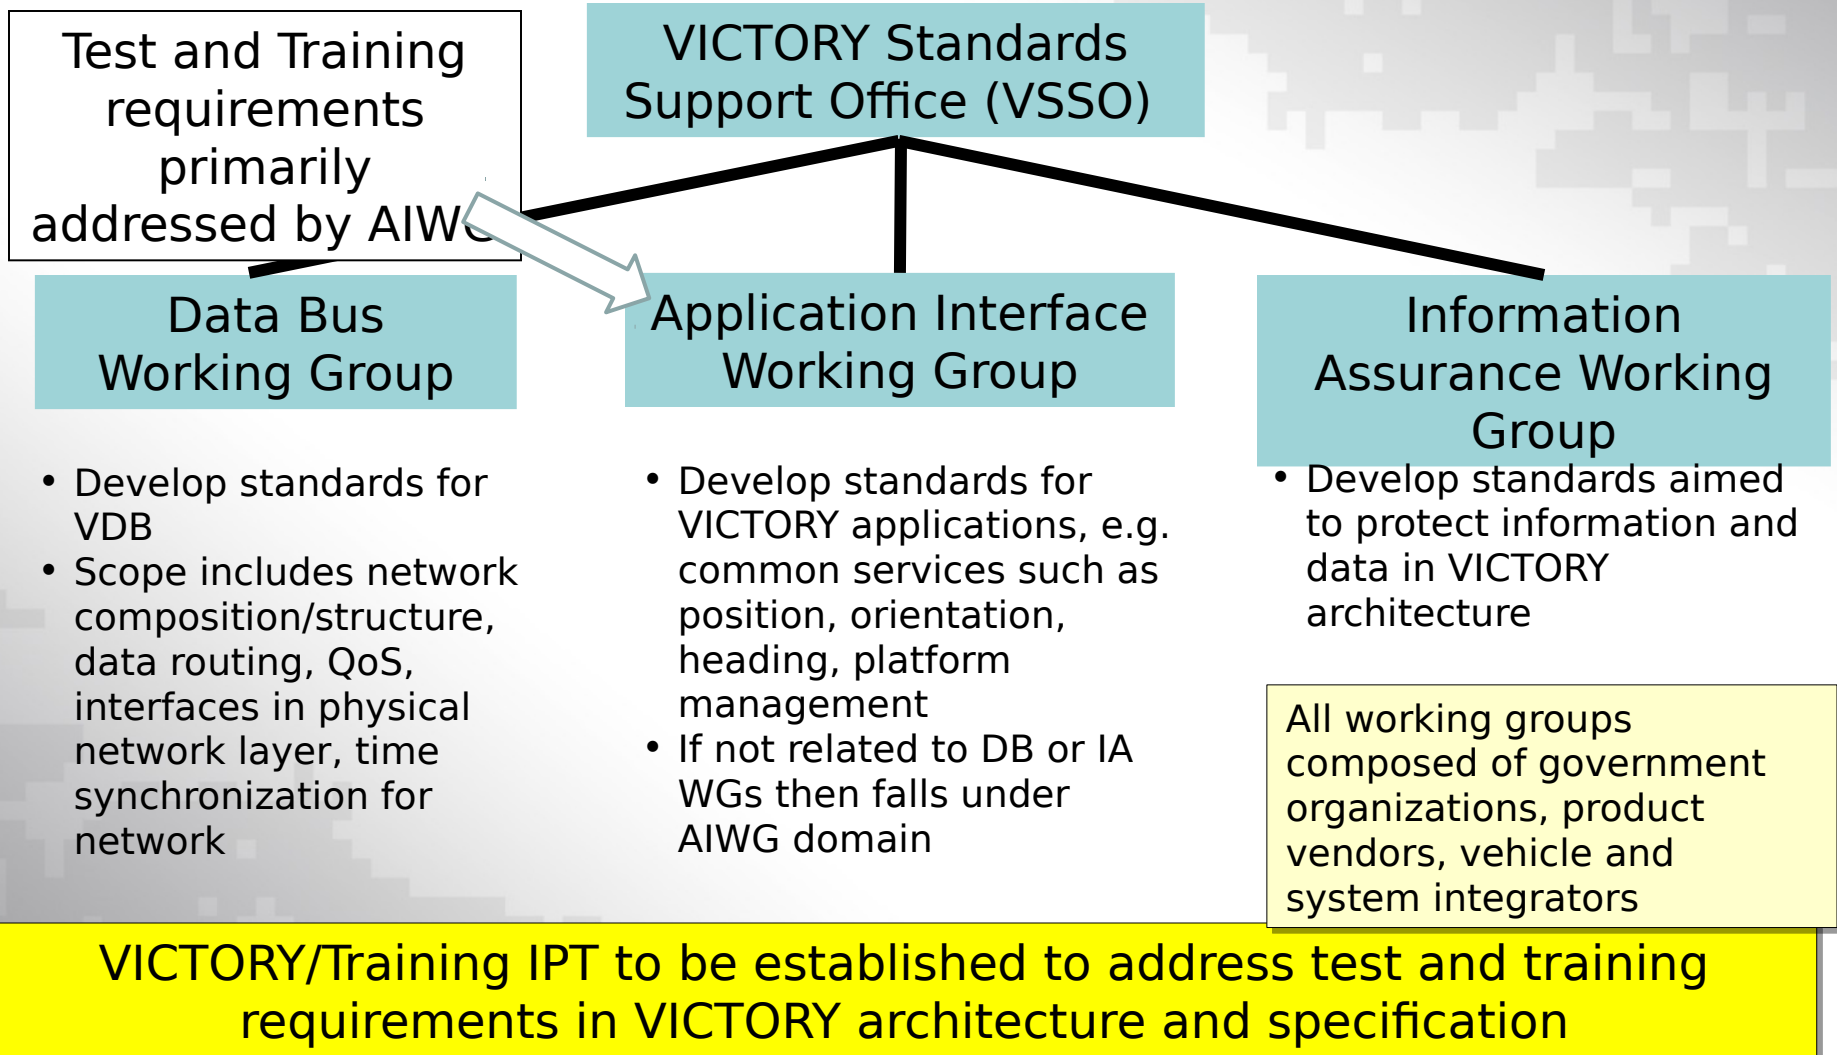 Test and Training
requirements
primarily
addressed by AIWG
VICTORY Standards
Support Office (VSSO)
Data Bus
Working Group
Application Interface
Working Group
Information
Assurance Working
Group
• Develop standards for
VDB
• Scope includes network
composition/structure,
data routing, QoS,
interfaces in physical
network layer, time
synchronization for
network
• Develop standards for
VICTORY applications, e.g.
common services such as
position, orientation,
heading, platform
management
• If not related to DB or IA
WGs then falls under
AIWG domain
• Develop standards aimed
to protect information and
data in VICTORY
architecture
All working groups
composed of government
organizations, product
vendors, vehicle and
system integrators
VICTORY/Training IPT to be established to address test and training
requirements in VICTORY architecture and specification